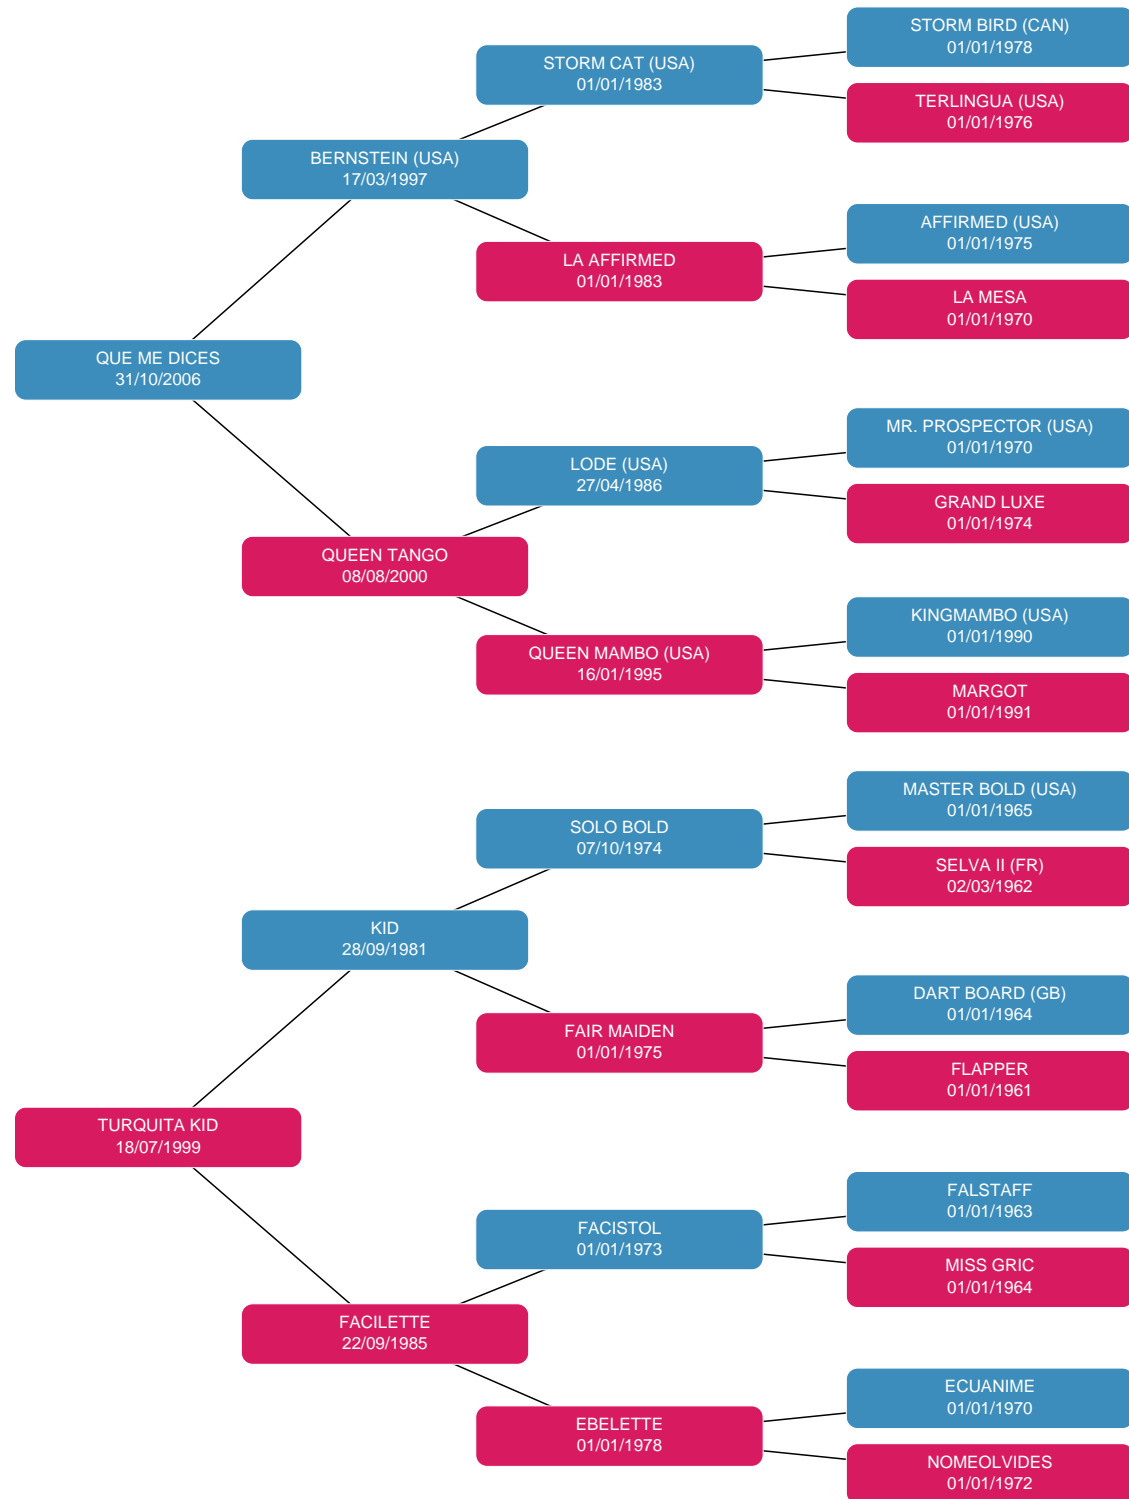 STORM BIRD (CAN)
01/01/1978
STORM CAT (USA)
01/01/1983
TERLINGUA (USA)
01/01/1976
BERNSTEIN (USA)
17/03/1997
AFFIRMED (USA)
01/01/1975
LA AFFIRMED
01/01/1983
LA MESA
01/01/1970
QUE ME DICES
31/10/2006
MR. PROSPECTOR (USA)
01/01/1970
LODE (USA)
27/04/1986
GRAND LUXE
01/01/1974
QUEEN TANGO
08/08/2000
KINGMAMBO (USA)
01/01/1990
QUEEN MAMBO (USA)
16/01/1995
MARGOT
01/01/1991
MASTER BOLD (USA)
01/01/1965
SOLO BOLD
07/10/1974
SELVA II (FR)
02/03/1962
KID
28/09/1981
DART BOARD (GB)
01/01/1964
FAIR MAIDEN
01/01/1975
FLAPPER
01/01/1961
TURQUITA KID
18/07/1999
FALSTAFF
01/01/1963
FACISTOL
01/01/1973
MISS GRIC
01/01/1964
FACILETTE
22/09/1985
ECUANIME
01/01/1970
EBELETTE
01/01/1978
NOMEOLVIDES
01/01/1972